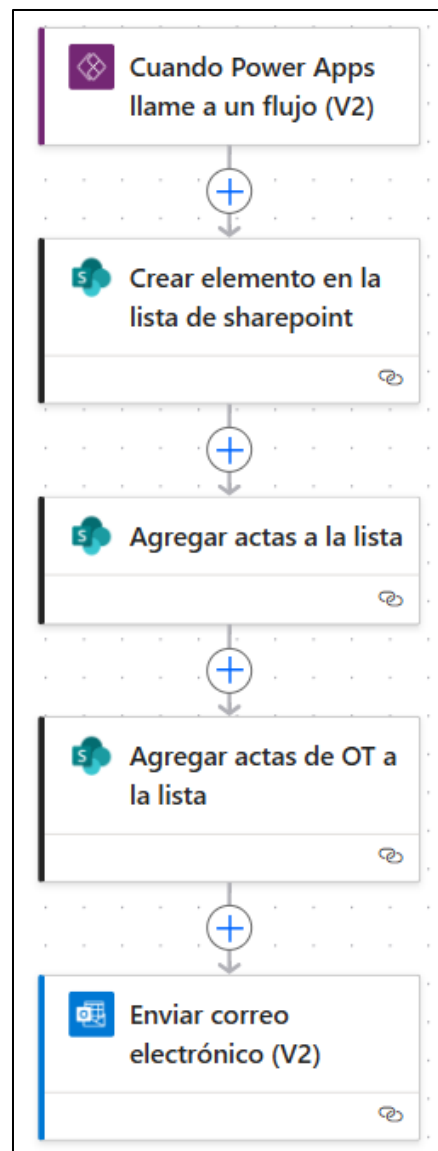 Cuando Power Apps
llame a un flujo (V2)
Crear elemento en la
lista de sharepoint
Agregar actas a la lista
Agregar actas de OT a
la lista
Enviar correo
electrónico (V2)